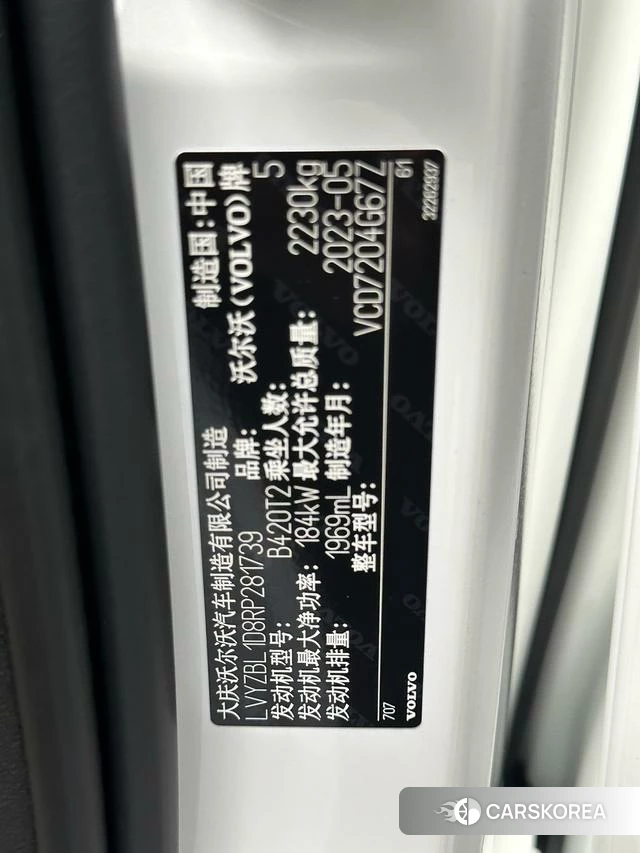 大庆沃尔沃汽车制造有限公司制造 制造国:中国
LVYZBL1D8RP281739 品牌: 沃尔沃(VOLVO)牌
发动机型号: B420T2 乘坐人数: 5
发动机最大净功率: 184kW 最大允许总质量: 2230kg
发动机排量: 1969mL 制造年月: 2023-05
整车型号: VCD7204G67Z
707 61
VOLVO 32262937
CARSKOREA